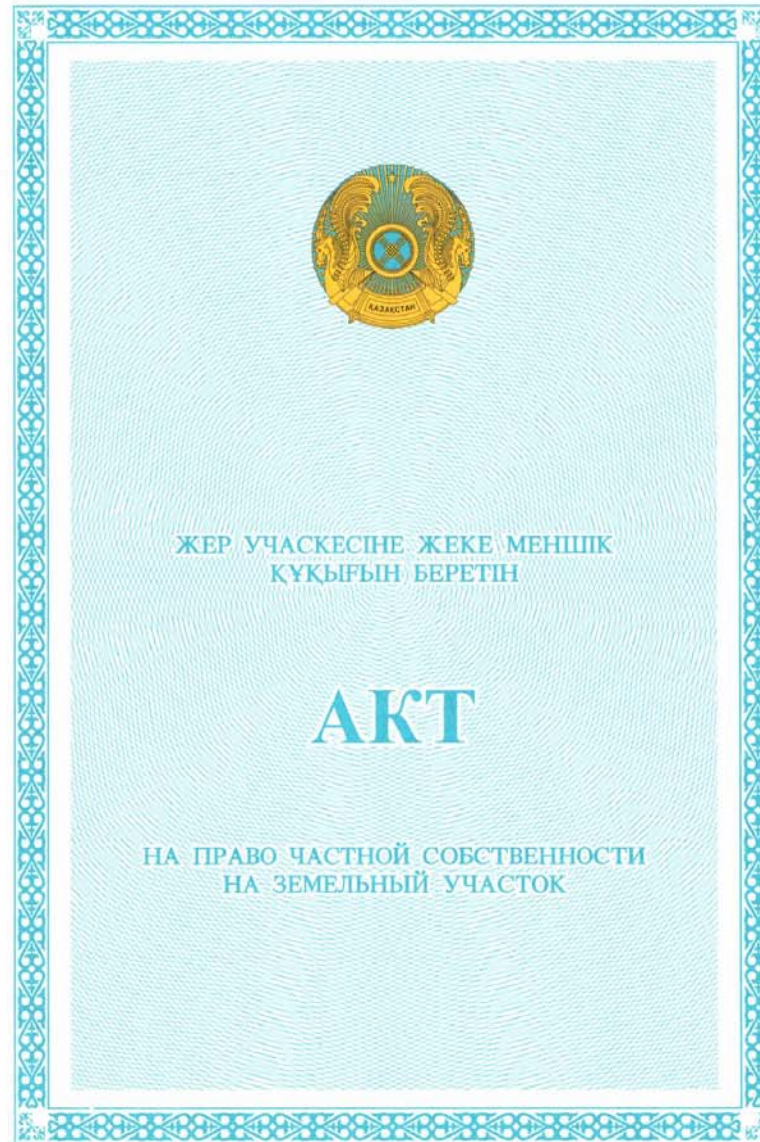 ҚАЗАҚСТАН
ЖЕР УЧАСКЕСІНЕ ЖЕКЕ МЕНШІК
ҚҰҚЫҒЫН БЕРЕТІН
АКТ
НА ПРАВО ЧАСТНОЙ СОБСТВЕННОСТИ
НА ЗЕМЕЛЬНЫЙ УЧАСТОК